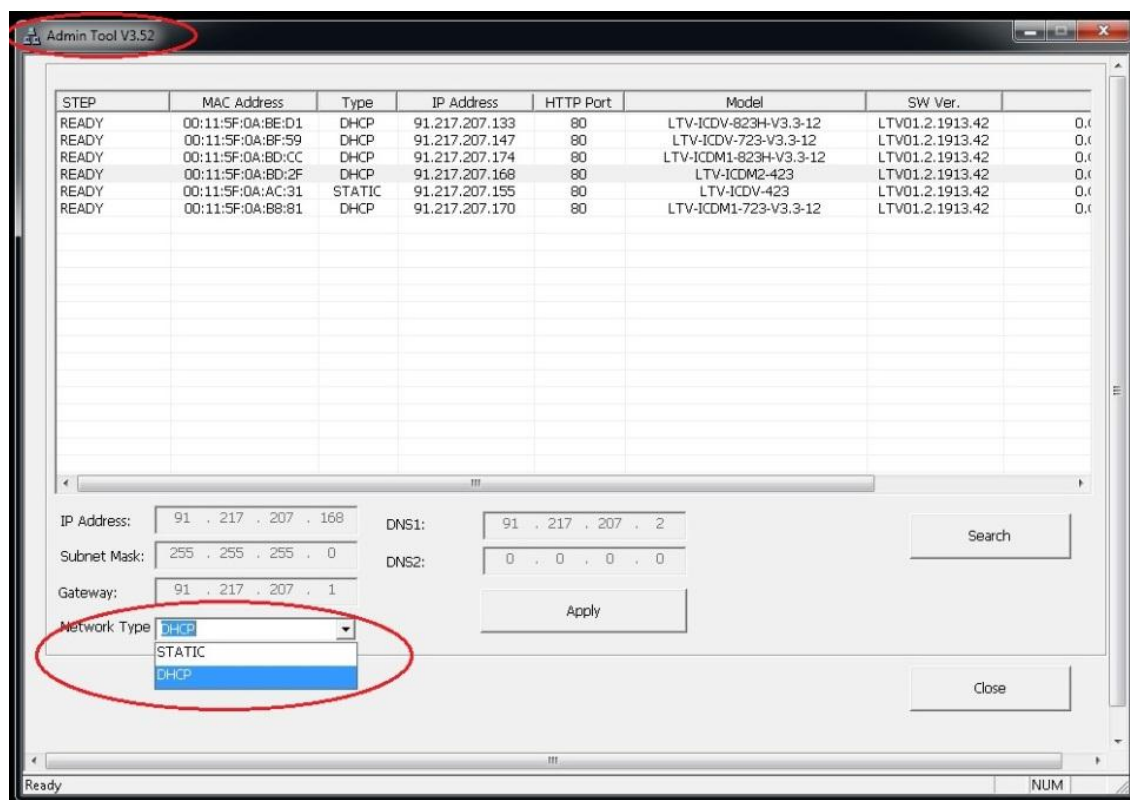 Admin Tool V3.52
STEP MAC Address Type IP Address HTTP Port Model SW Ver.
READY 00:11:5F:0A:BE:D1 DHCP 91.217.207.133 80 LTV-ICDV-823H-V3.3-12 LTV01.2.1913.42 0.(
READY 00:11:5F:0A:BF:59 DHCP 91.217.207.147 80 LTV-ICDV-723-V3.3-12 LTV01.2.1913.42 0.(
READY 00:11:5F:0A:BD:CC DHCP 91.217.207.174 80 LTV-ICDM1-823H-V3.3-12 LTV01.2.1913.42 0.(
READY 00:11:5F:0A:BD:2F DHCP 91.217.207.168 80 LTV-ICDM2-423 LTV01.2.1913.42 0.(
READY 00:11:5F:0A:AC:31 STATIC 91.217.207.155 80 LTV-ICDV-423 LTV01.2.1913.42 0.(
READY 00:11:5F:0A:B8:81 DHCP 91.217.207.170 80 LTV-ICDM1-723-V3.3-12 LTV01.2.1913.42 0.(
IP Address: 91 . 217 . 207 . 168 DNS1: 91 . 217 . 207 . 2
Search
Subnet Mask: 255 . 255 . 255 . 0 DNS2: 0 . 0 . 0 . 0
Gateway: 91 . 217 . 207 . 1
Apply
Network Type DHCP
STATIC
DHCP
Close
Ready NUM